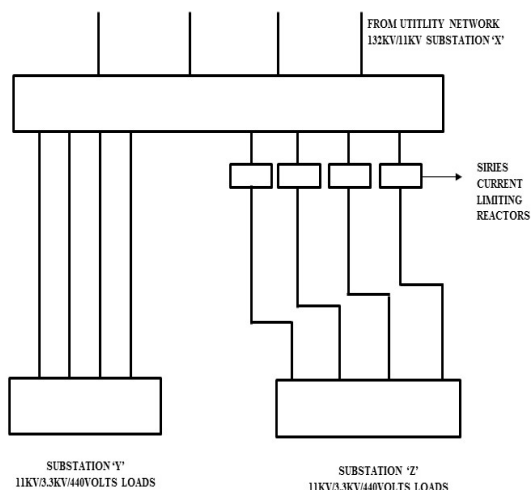 FROM UTITLITY NETWORK
132KV/11KV SUBSTATION ‘X’
SIRIES
CURRENT
LIMITING
REACTORS
SUBSTATION ‘Y’
11KV/3.3KV/440VOLTS LOADS
SUBSTATION ‘Z’
11KV/3.3KV/440VOLTS LOADS